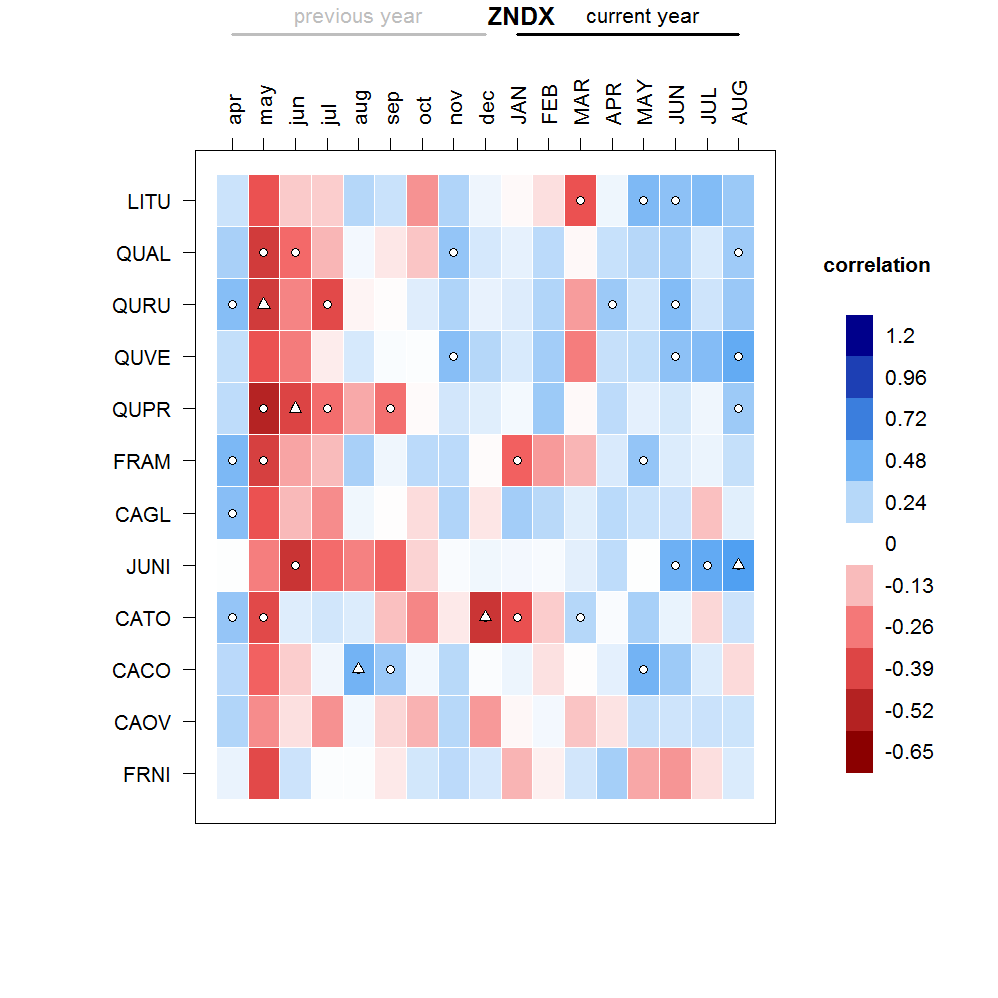 previous year ZNDX current year
apr may jun jul aug sep oct nov dec JAN FEB MAR APR MAY JUN JUL AUG
LITU
QUAL
QURU
QUVE
QUPR
FRAM
CAGL
JUNI
CATO
CACO
CAOV
FRNI
correlation
1.2
0.96
0.72
0.48
0.24
0
-0.13
-0.26
-0.39
-0.52
-0.65